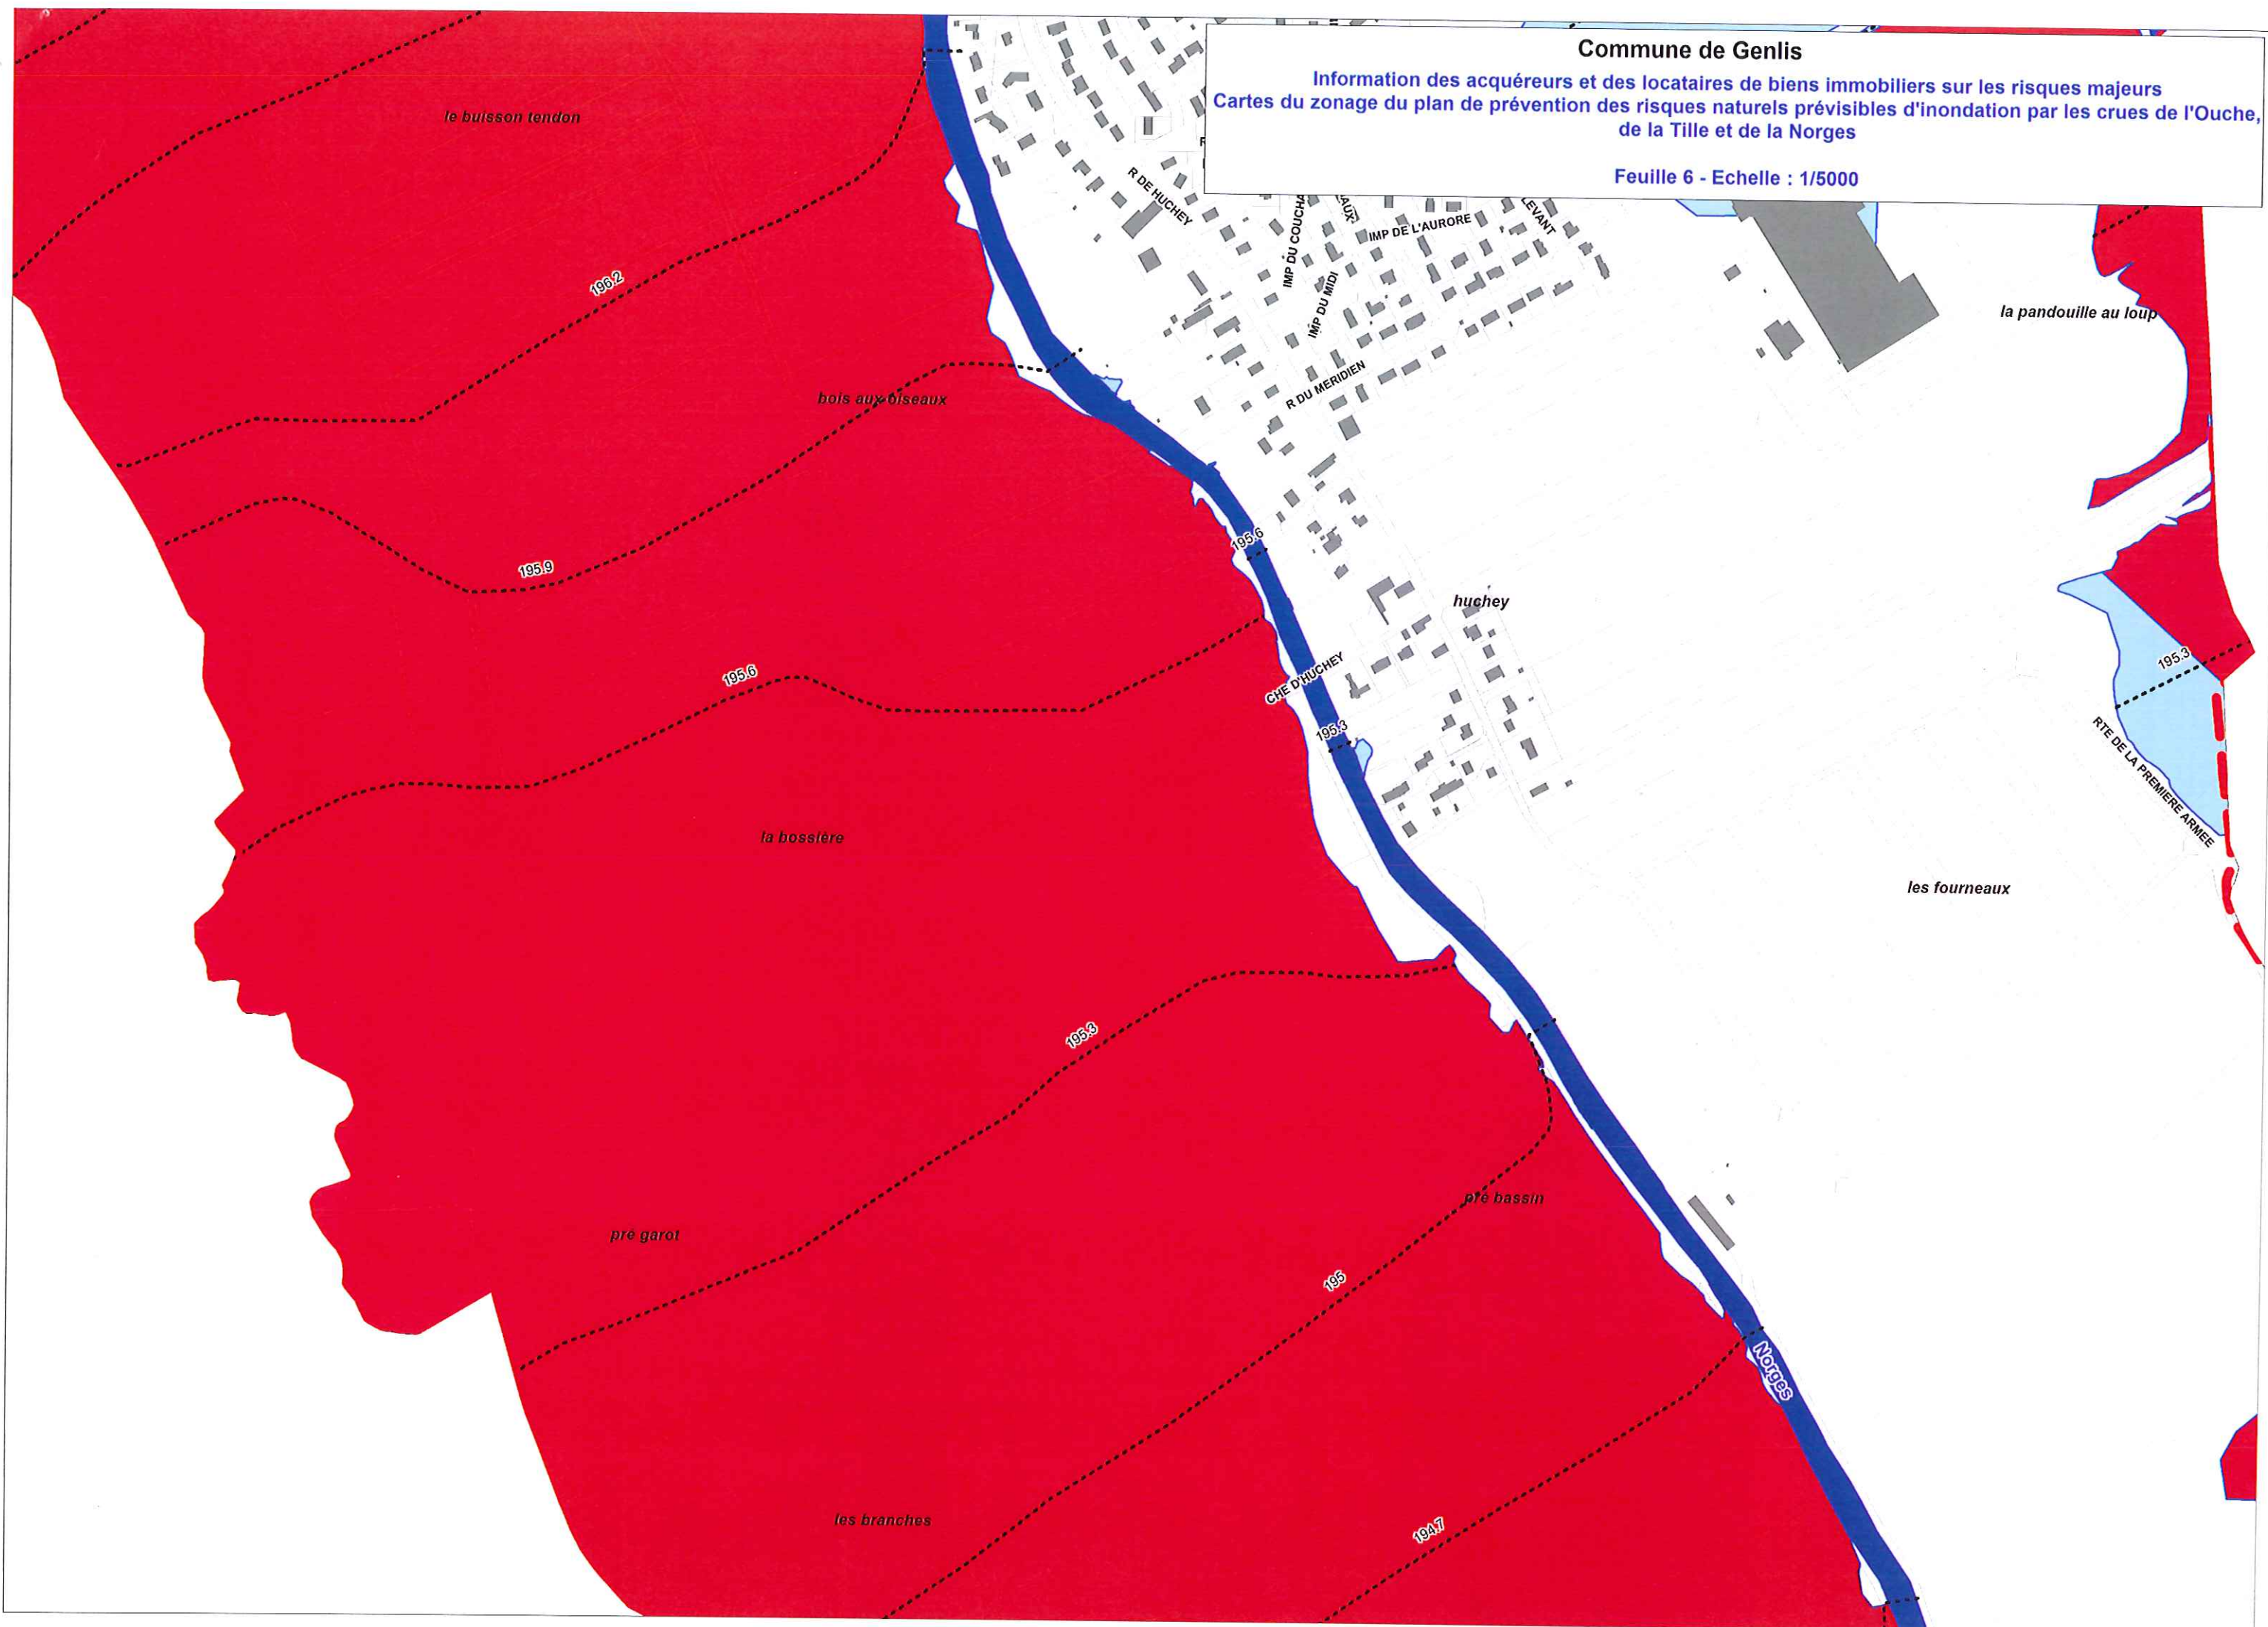 Commune de Genlis
Information des acquéreurs et des locataires de biens immobiliers sur les risques majeurs
Cartes du zonage du plan de prévention des risques naturels prévisibles d'inondation par les crues de l'Ouche,
de la Tille et de la Norges
Feuille 6 - Echelle : 1/5000
le buisson tendon
R DE HUCHEY
IMP DU COUCHA
AUX
IMP DE L'AURORE
LEVANT
196.2
IMP DU MIDI
la pandouille au loup
R DU MERIDIEN
bois aux oiseaux
195.6
195.9
huchey
195.6
CHE D'HUCHEY
195.3
195.3
RTE DE LA PREMIERE ARMEE
la bossière
les fourneaux
195.3
pré bassin
pré garot
195
Norges
les branches
194.7